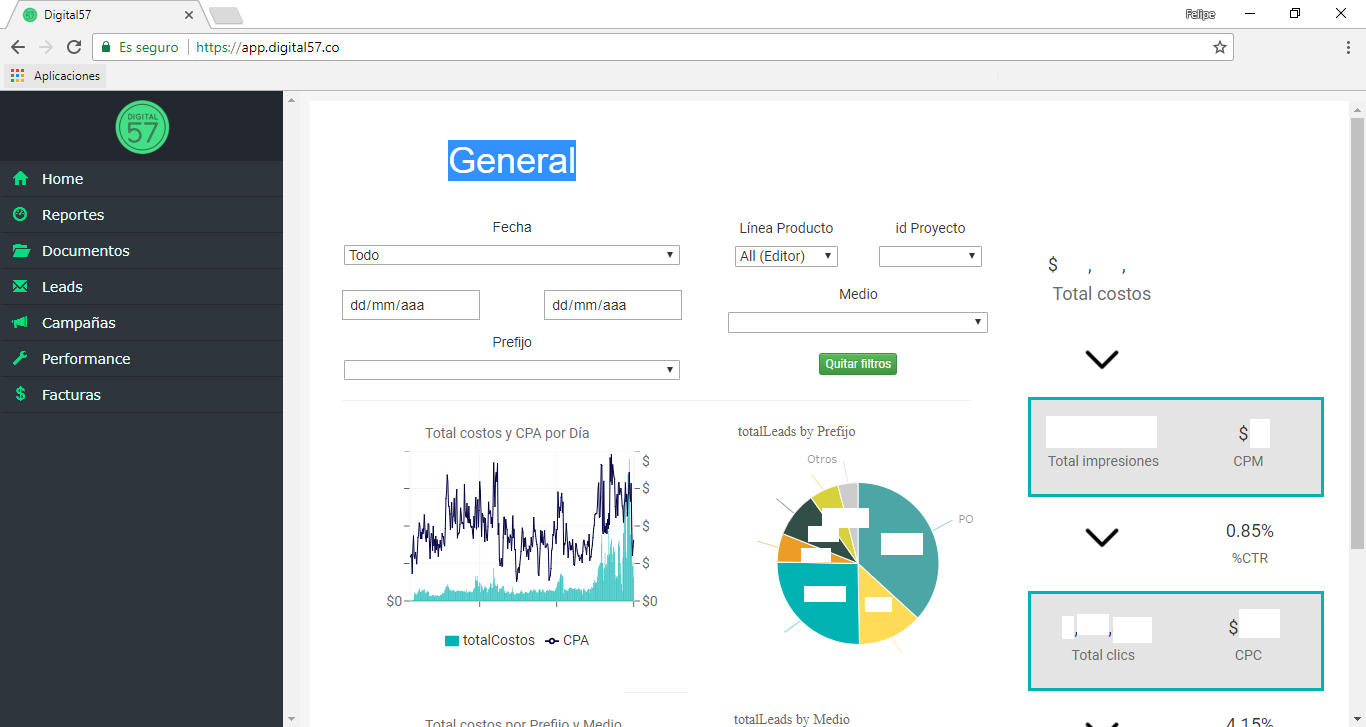 Digital57
Felipe
Es seguro
https://app.digital57.co
Aplicaciones
DIGITAL
57
Home
Reportes
Documentos
Leads
Campañas
Performance
Facturas
General
Fecha
Todo
dd/mm/aaa
dd/mm/aaa
Prefijo
Línea Producto
id Proyecto
All (Editor)
Medio
Quitar filtros
$ , ,
Total costos
Total impresiones
$
CPM
0.85%
%CTR
, ,
Total clics
$
CPC
4.15%
Total costos y CPA por Día
$
$
$
$
$0
$0
totalCostos
CPA
totalLeads by Prefijo
Otros
PO
Total costos por Prefijo y Medio
totalLeads by Medio